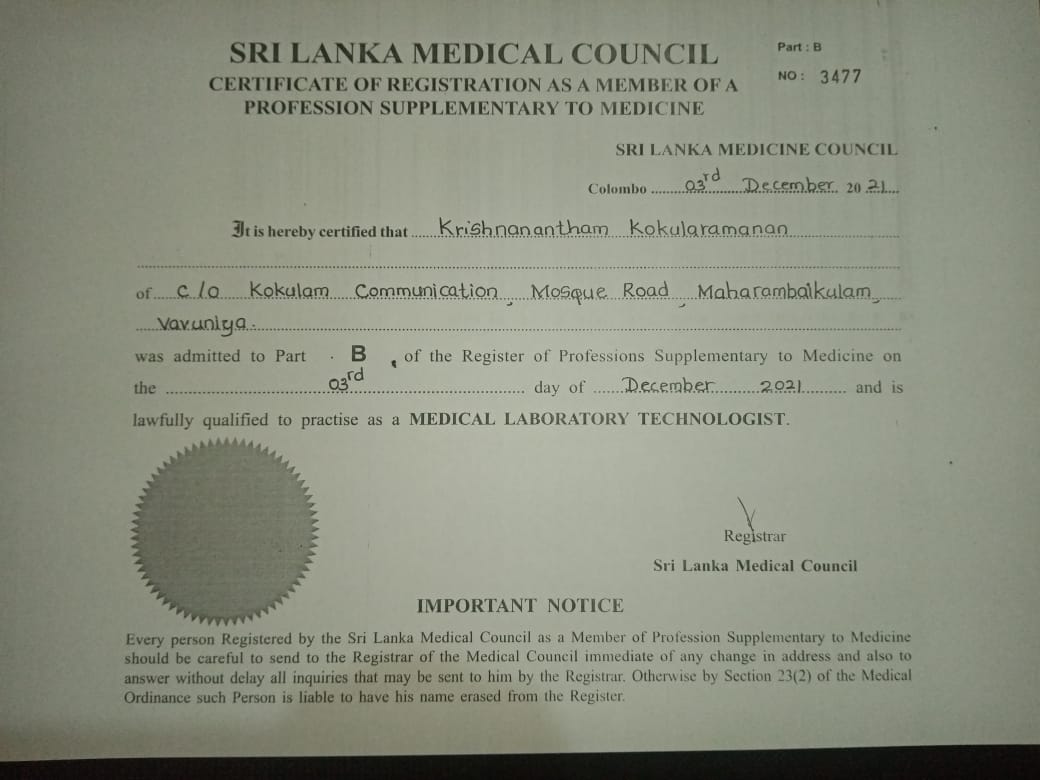 SRI LANKA MEDICAL COUNCIL
Part : B
CERTIFICATE OF REGISTRATION AS A MEMBER OF A
NO : 3477
PROFESSION SUPPLEMENTARY TO MEDICINE
SRI LANKA MEDICINE COUNCIL
Colombo 03rd December 2021
It is hereby certified that Krishnanantham Kokularamanan
of c/o Kokulam Communication, Mosque Road, Maharambaikulam,
Vavuniya.
was admitted to Part B, of the Register of Professions Supplementary to Medicine on
the 03rd day of December 2021 and is
lawfully qualified to practise as a MEDICAL LABORATORY TECHNOLOGIST.
Registrar
Sri Lanka Medical Council
IMPORTANT NOTICE
Every person Registered by the Sri Lanka Medical Council as a Member of Profession Supplementary to Medicine
should be careful to send to the Registrar of the Medical Council immediate of any change in address and also to
answer without delay all inquiries that may be sent to him by the Registrar. Otherwise by Section 23(2) of the Medical
Ordinance such Person is liable to have his name erased from the Register.